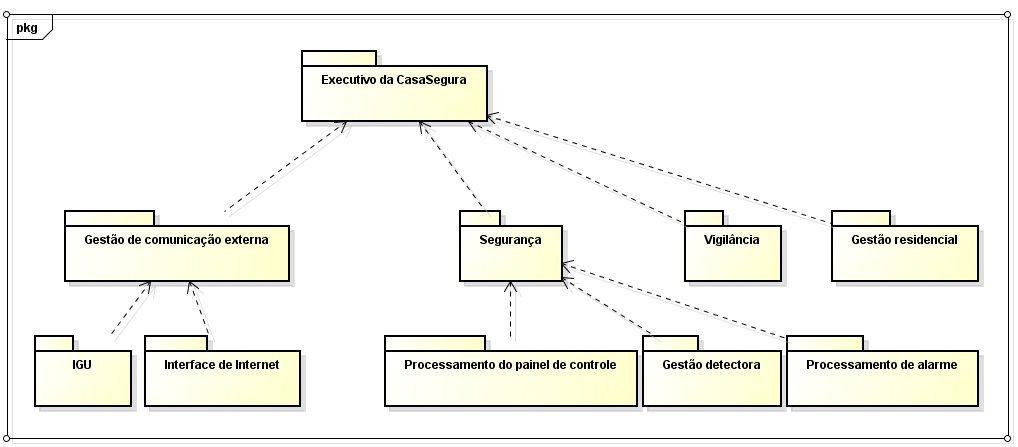 pkg
Executivo da CasaSegura
Gestão de comunicação externa
Segurança
Vigilância
Gestão residencial
IGU
Interface de Internet
Processamento do painel de controle
Gestão detectora
Processamento de alarme